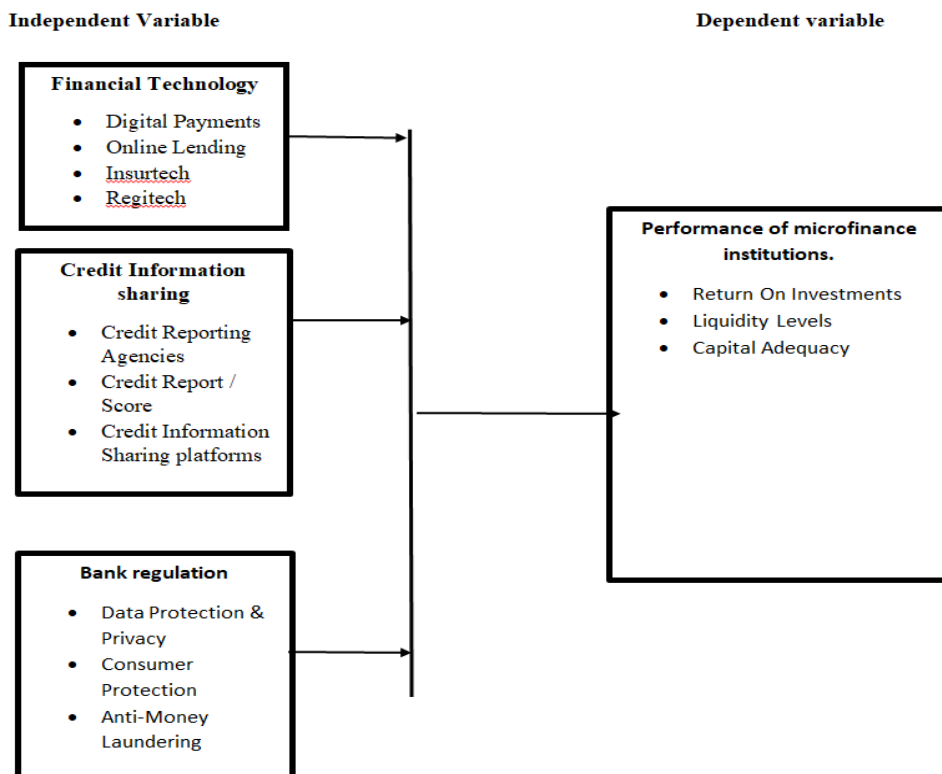 Independent Variable
Dependent variable
Financial Technology
• Digital Payments
• Online Lending
• Insurtech
• Regitech
Credit Information
sharing
• Credit Reporting
Agencies
• Credit Report /
Score
• Credit Information
Sharing platforms
Bank regulation
• Data Protection &
Privacy
• Consumer
Protection
• Anti-Money
Laundering
Performance of microfinance
institutions.
• Return On Investments
• Liquidity Levels
• Capital Adequacy